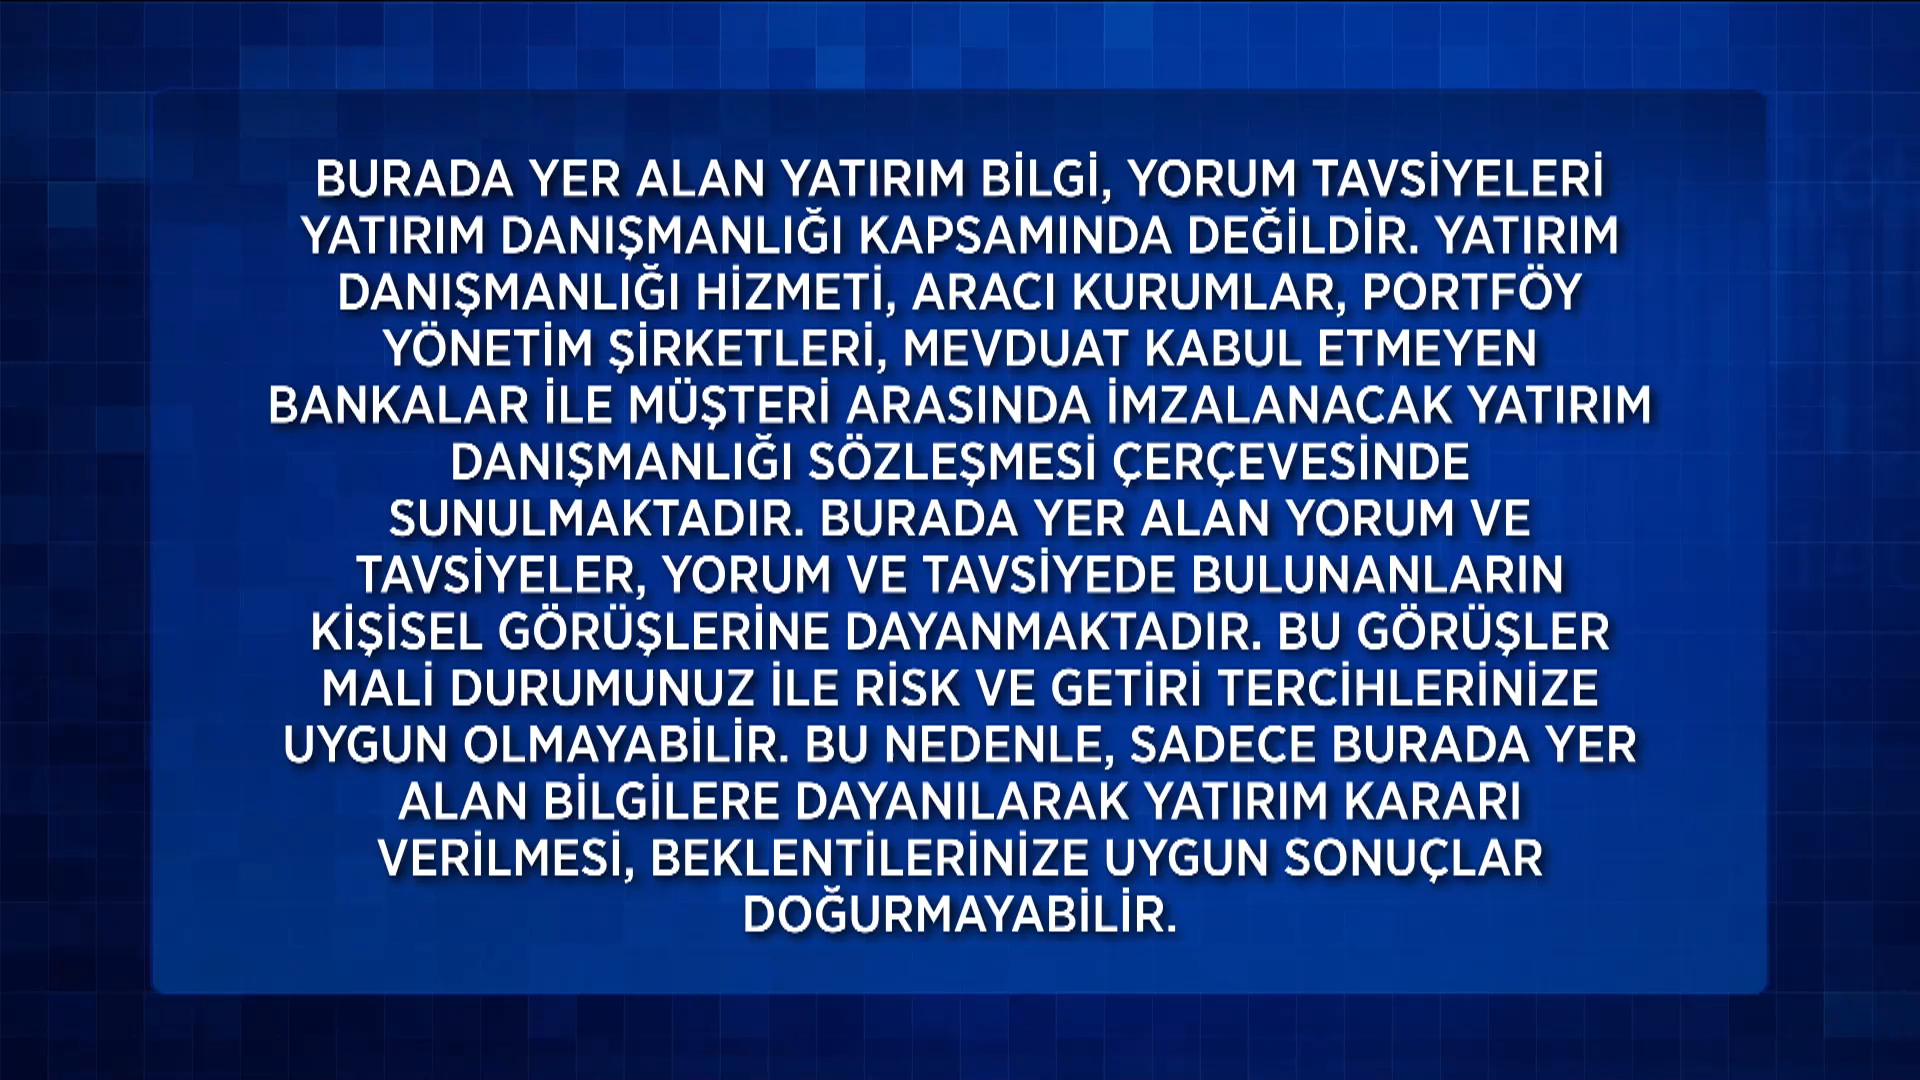 BURADA YER ALAN YATIRIM BİLGİ, YORUM TAVSİYELERİ
YATIRIM DANIŞMANLIĞI KAPSAMINDA DEĞİLDİR. YATIRIM
DANIŞMANLIĞI HİZMETİ, ARACI KURUMLAR, PORTFÖY
YÖNETİM ŞİRKETLERİ, MEVDUAT KABUL ETMEYEN
BANKALAR İLE MÜŞTERİ ARASINDA İMZALANACAK YATIRIM
DANIŞMANLIĞI SÖZLEŞMESİ ÇERÇEVESİNDE
SUNULMAKTADIR. BURADA YER ALAN YORUM VE
TAVSİYELER, YORUM VE TAVSİYEDE BULUNANLARIN
KİŞİSEL GÖRÜŞLERİNE DAYANMAKTADIR. BU GÖRÜŞLER
MALİ DURUMUNUZ İLE RİSK VE GETİRİ TERCİHLERİNİZE
UYGUN OLMAYABİLİR. BU NEDENLE, SADECE BURADA YER
ALAN BİLGİLERE DAYANILARAK YATIRIM KARARI
VERİLMESİ, BEKLENTİLERİNİZE UYGUN SONUÇLAR
DOĞURMAYABİLİR.